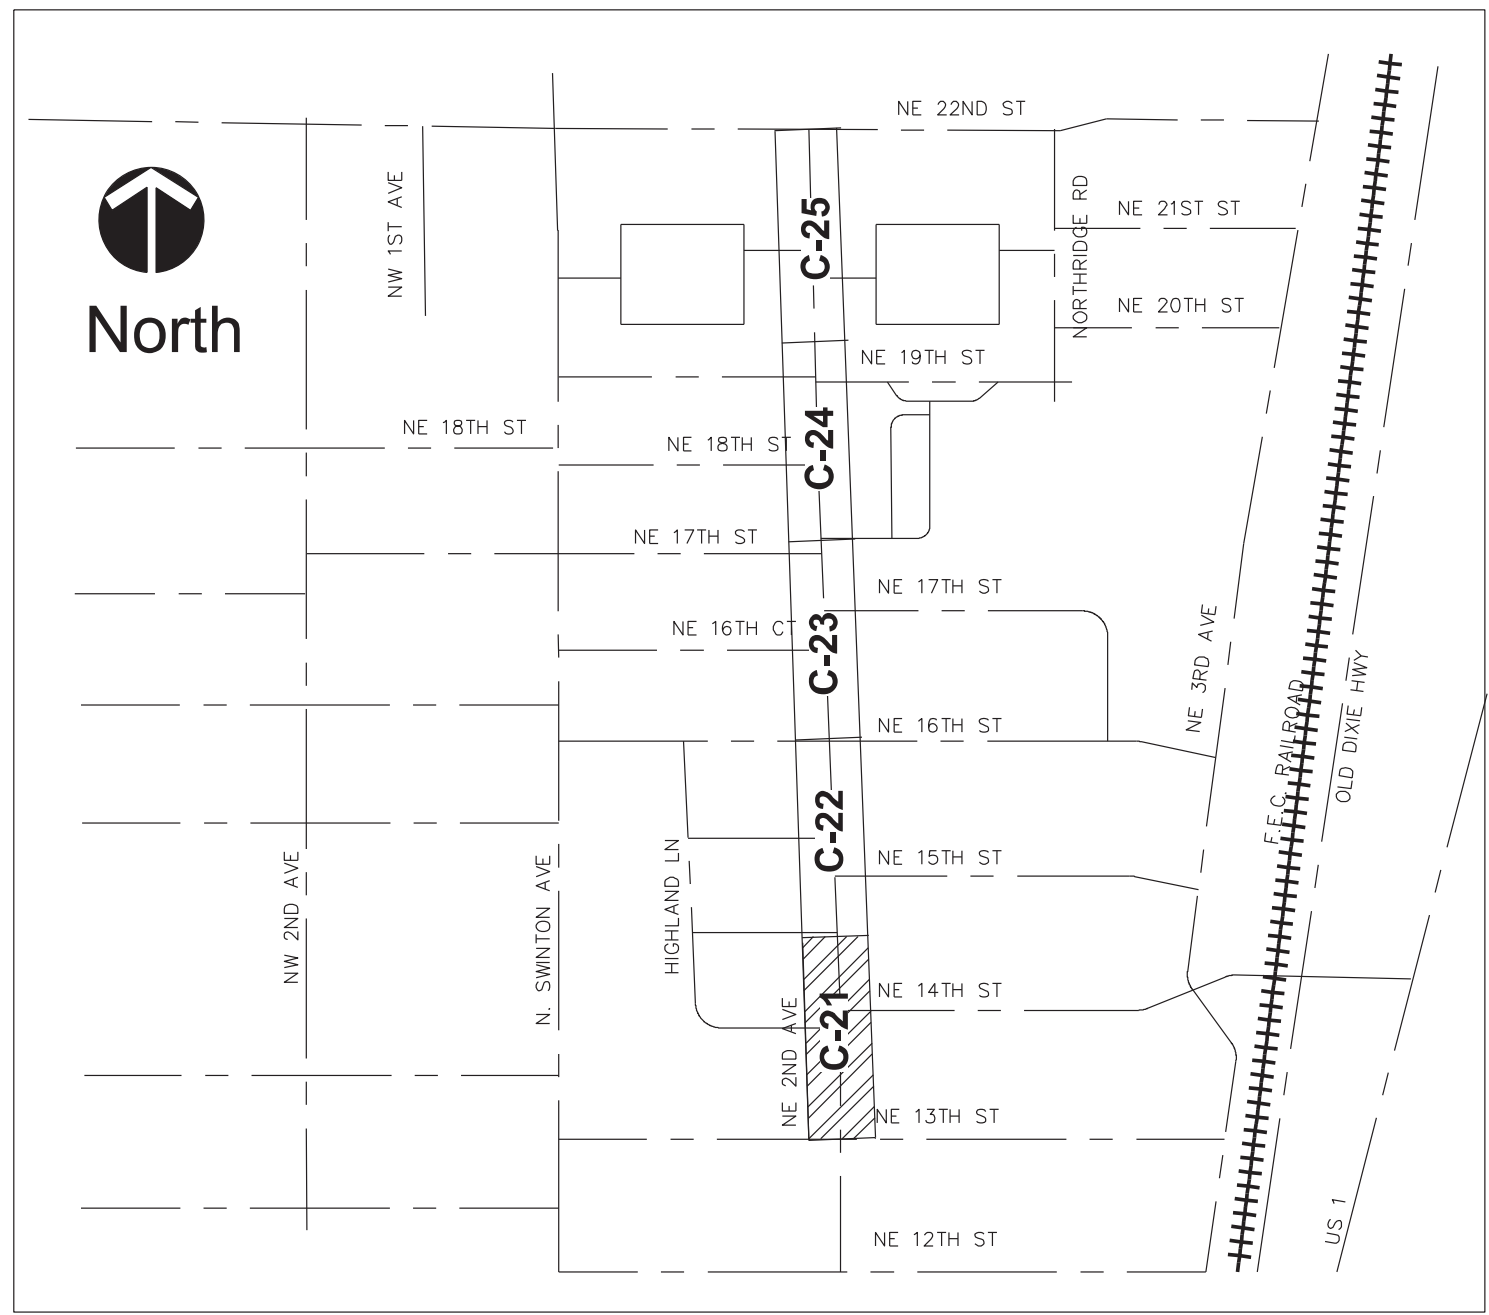 NE 22ND ST
NW 1ST AVE
NORTHRIDGE RD
NE 21ST ST
C-25
North
NE 20TH ST
NE 19TH ST
NE 18TH ST
NE 18TH ST
C-24
NE 17TH ST
NE 17TH ST
NE 16TH CT
C-23
NE 3RD AVE
F.E.C. RAILROAD
OLD DIXIE HWY
NE 16TH ST
C-22
NE 15TH ST
NW 2ND AVE
N. SWINTON AVE
HIGHLAND LN
NE 14TH ST
C-21
NE 2ND AVE
NE 13TH ST
US 1
NE 12TH ST